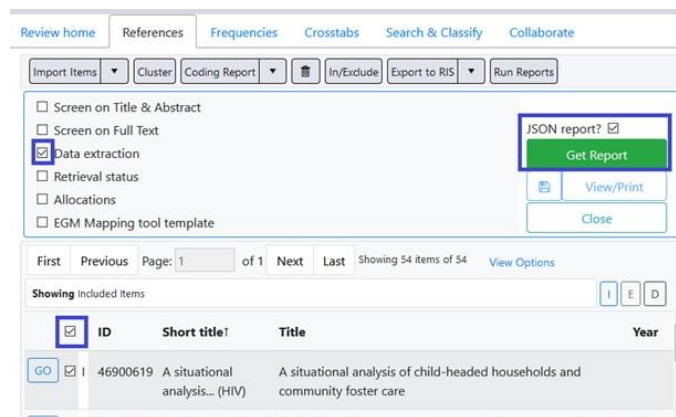 Review home References Frequencies Crosstabs Search & Classify Collaborate
Import Items Cluster Coding Report In/Exclude Export to RIS Run Reports
Screen on Title & Abstract
Screen on Full Text
Data extraction
Retrieval status
Allocations
EGM Mapping tool template
JSON report?
Get Report
View/Print
Close
First Previous Page: 1 of 1 Next Last Showing 54 items of 54 View Options
Showing Included Items I E D
ID Short title↑ Title Year
GO I 46900619 A situational A situational analysis of child-headed households and
analysis... (HIV) community foster care